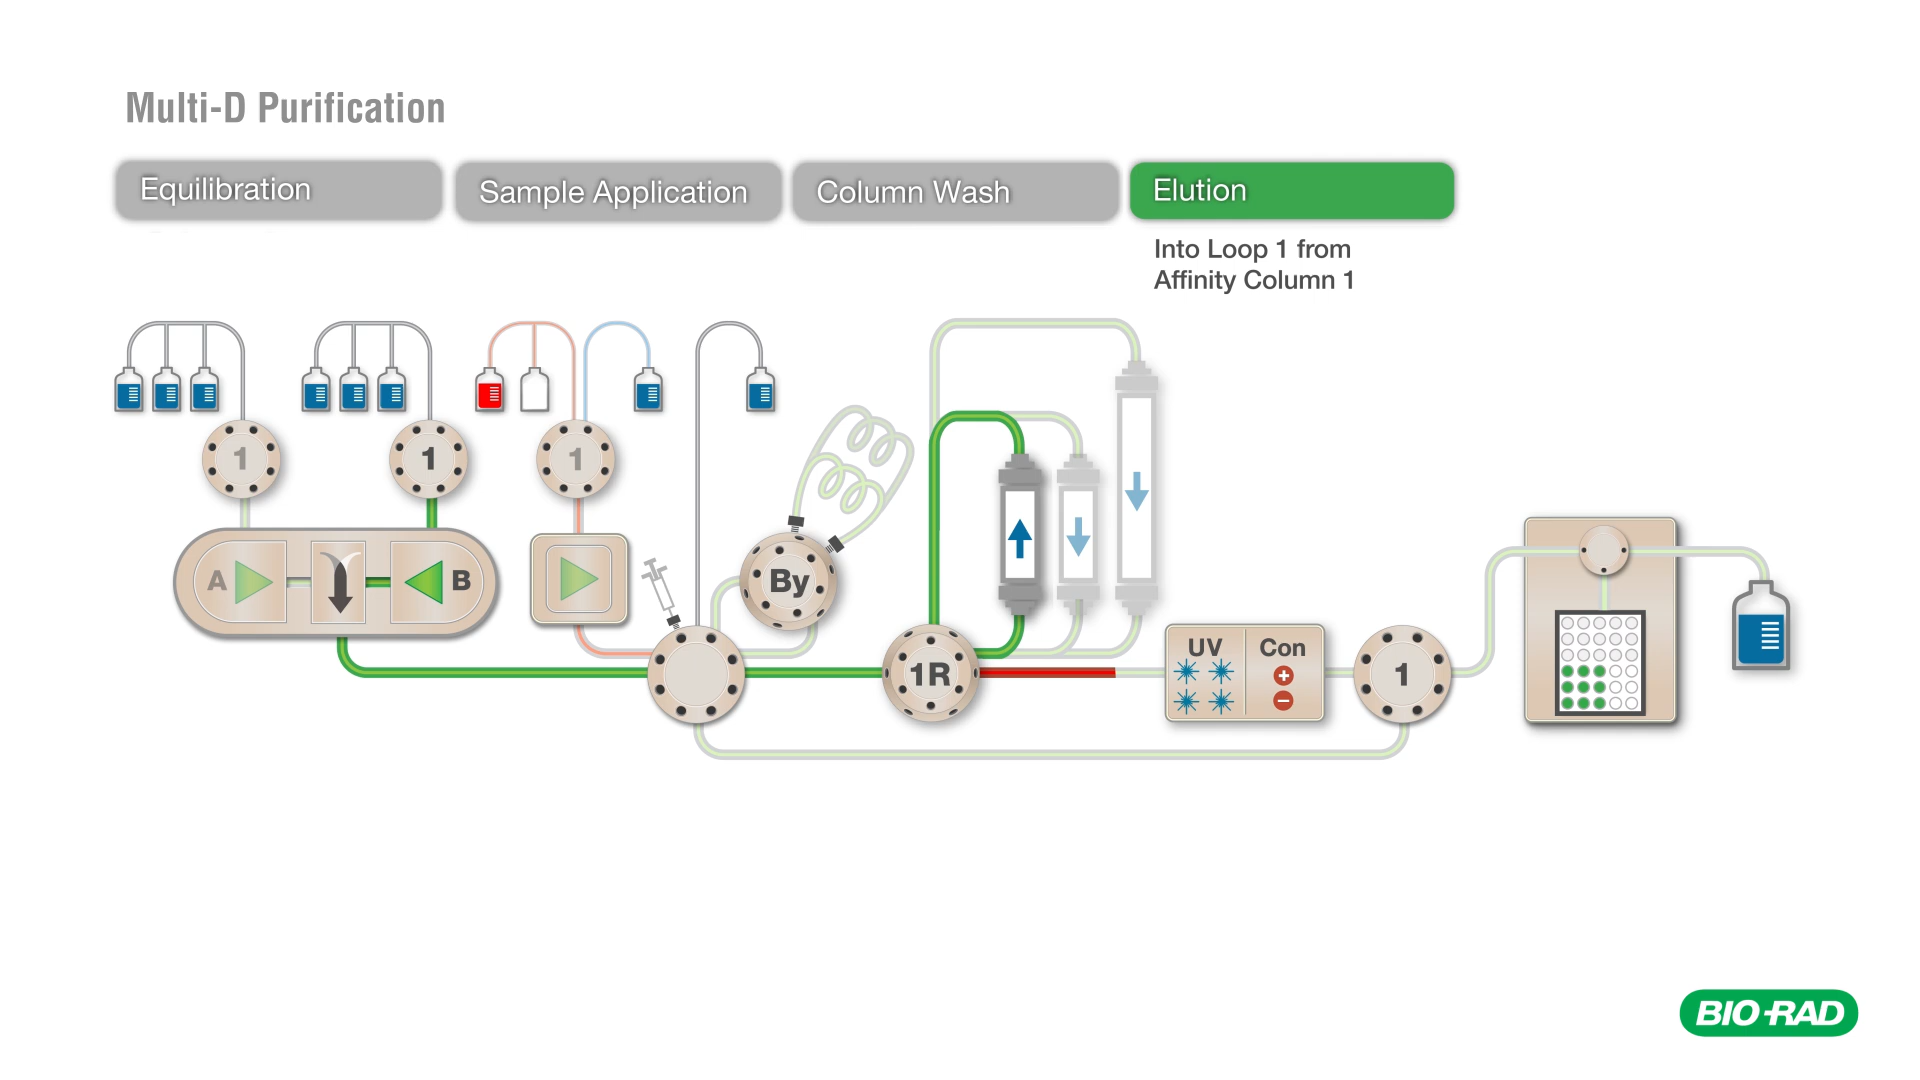 Multi-D Purification
Equilibration
Sample Application
Column Wash
Elution
Into Loop 1 from
Affinity Column 1
1
1
1
A
B
By
1R
UV
Con
1
BIO-RAD